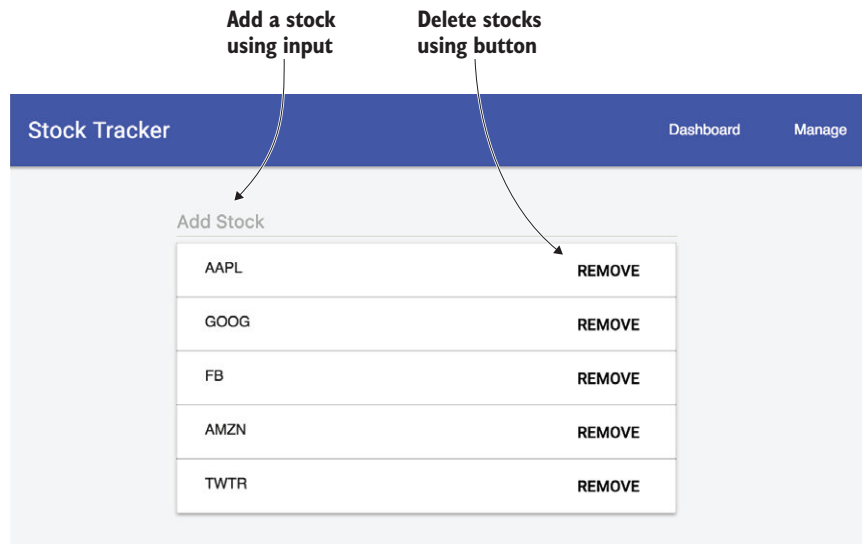 Add a stock
using input
Delete stocks
using button
Stock Tracker
Dashboard
Manage
Add Stock
AAPL
REMOVE
GOOG
REMOVE
FB
REMOVE
AMZN
REMOVE
TWTR
REMOVE